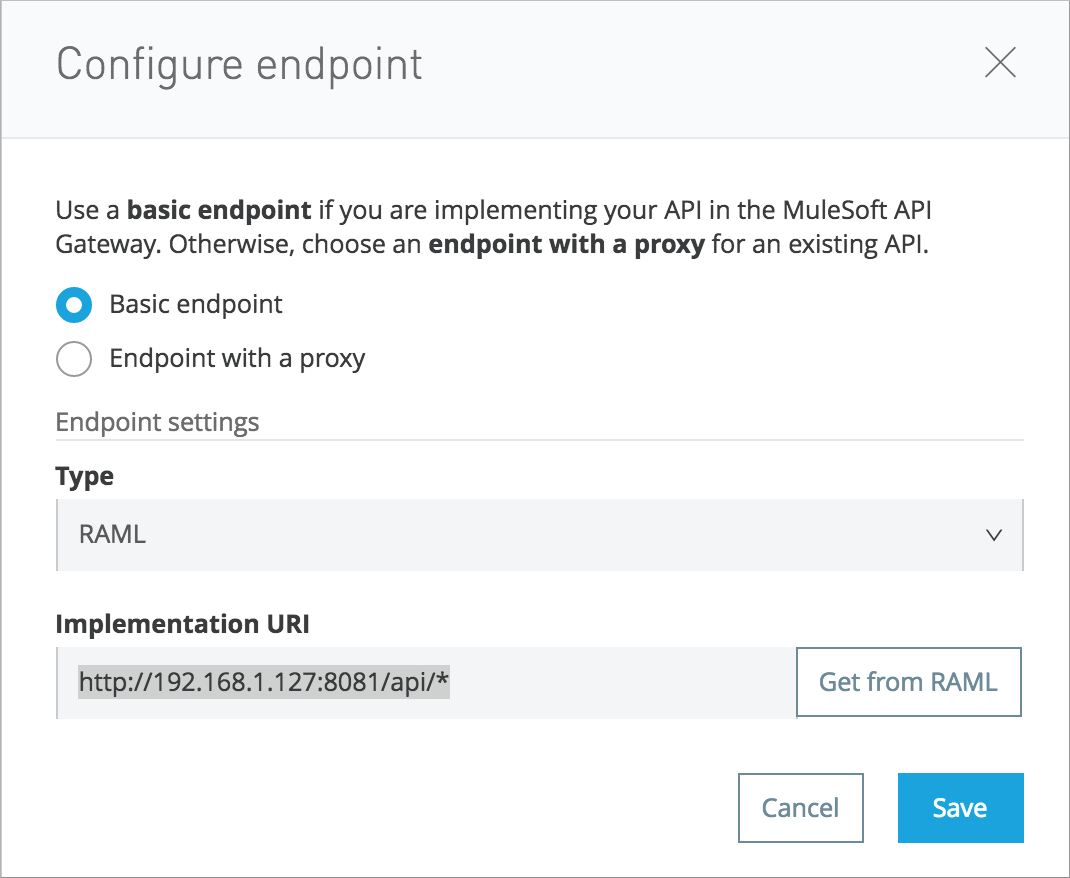 Configure endpoint
Use a basic endpoint if you are implementing your API in the MuleSoft API
Gateway. Otherwise, choose an endpoint with a proxy for an existing API.
Basic endpoint
Endpoint with a proxy
Endpoint settings
Type
RAML
Implementation URI
http://192.168.1.127:8081/api/*
Get from RAML
Cancel
Save